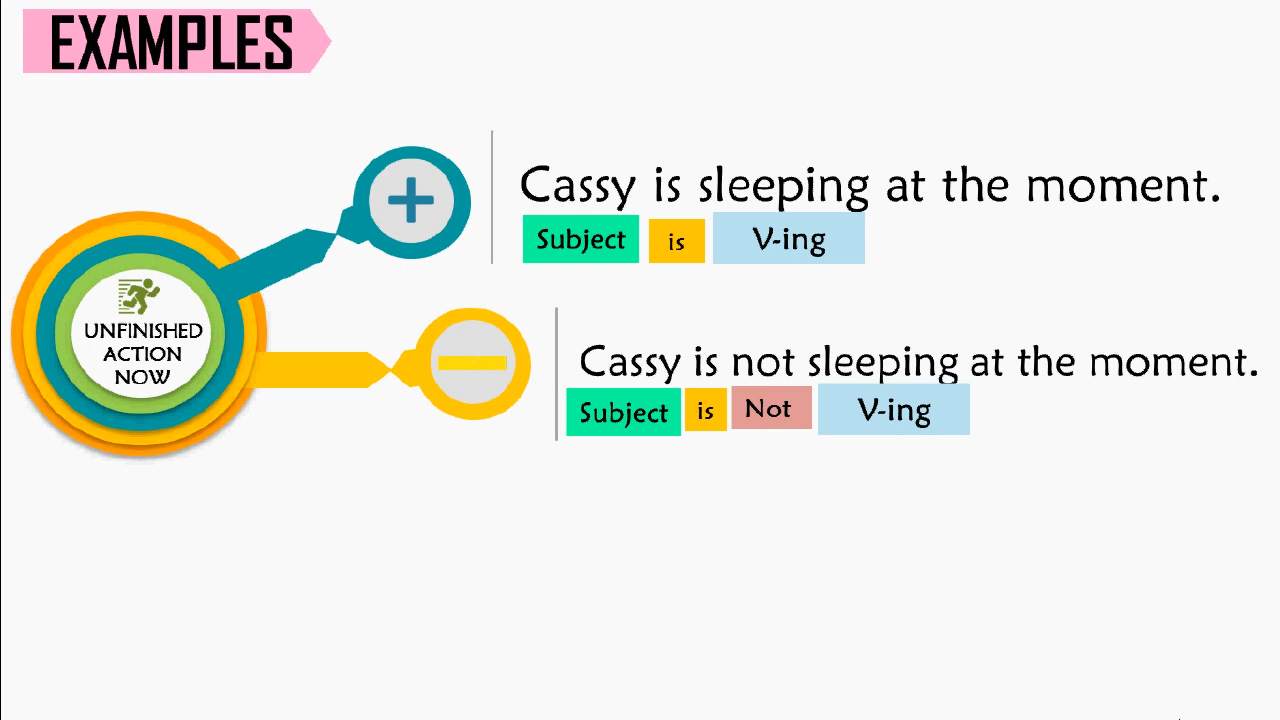 EXAMPLES
UNFINISHED
ACTION
NOW
Cassy is sleeping at the moment.
Subject is V-ing
Cassy is not sleeping at the moment.
Subject is Not V-ing